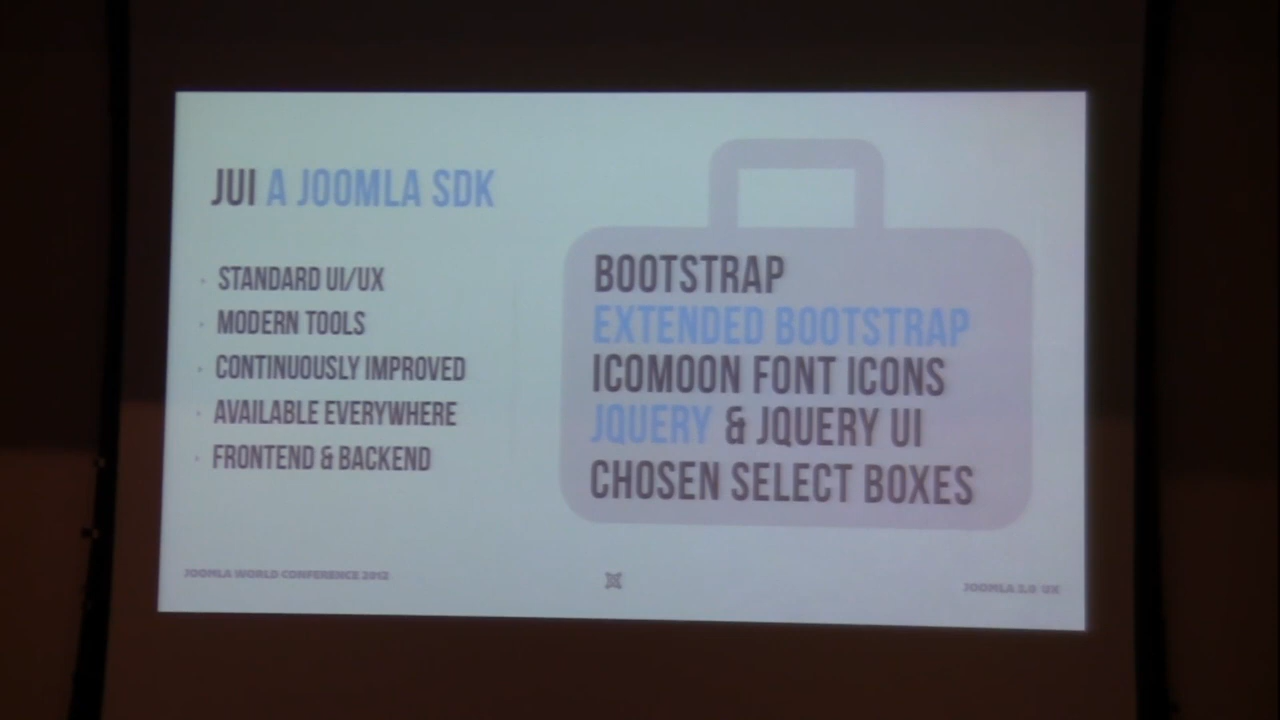 JUI A JOOMLA SDK
· STANDARD UI/UX
· MODERN TOOLS
· CONTINUOUSLY IMPROVED
· AVAILABLE EVERYWHERE
· FRONTEND & BACKEND
BOOTSTRAP
EXTENDED BOOTSTRAP
ICOMOON FONT ICONS
JQUERY & JQUERY UI
CHOSEN SELECT BOXES
JOOMLA WORLD CONFERENCE 2012
JOOMLA 3.0 UX